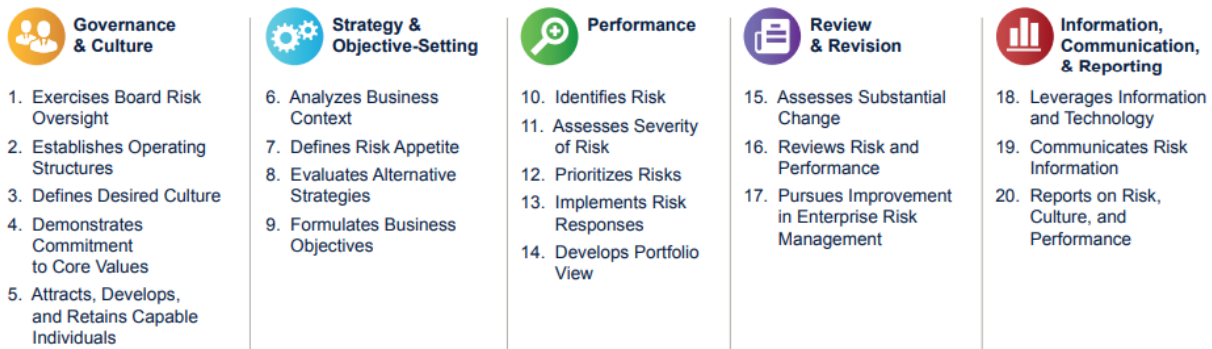 Governance
& Culture
1. Exercises Board Risk
Oversight
2. Establishes Operating
Structures
3. Defines Desired Culture
4. Demonstrates
Commitment
to Core Values
5. Attracts, Develops,
and Retains Capable
Individuals
Strategy &
Objective-Setting
6. Analyzes Business
Context
7. Defines Risk Appetite
8. Evaluates Alternative
Strategies
9. Formulates Business
Objectives
Performance
10. Identifies Risk
11. Assesses Severity
of Risk
12. Prioritizes Risks
13. Implements Risk
Responses
14. Develops Portfolio
View
Review
& Revision
15. Assesses Substantial
Change
16. Reviews Risk and
Performance
17. Pursues Improvement
in Enterprise Risk
Management
Information,
Communication,
& Reporting
18. Leverages Information
and Technology
19. Communicates Risk
Information
20. Reports on Risk,
Culture, and
Performance